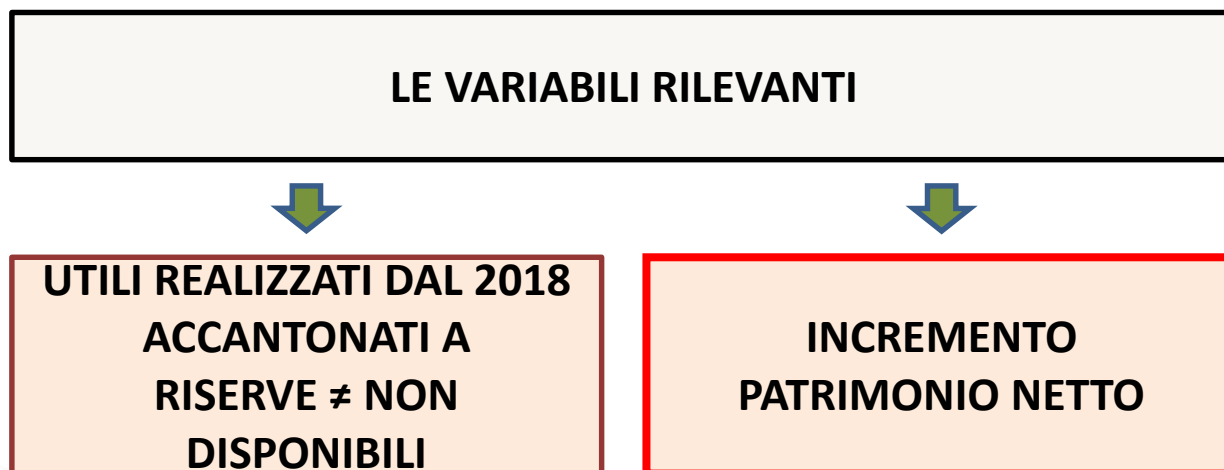 LE VARIABILI RILEVANTI
UTILI REALIZZATI DAL 2018
ACCANTONATI A
RISERVE ≠ NON
DISPONIBILI
INCREMENTO
PATRIMONIO NETTO